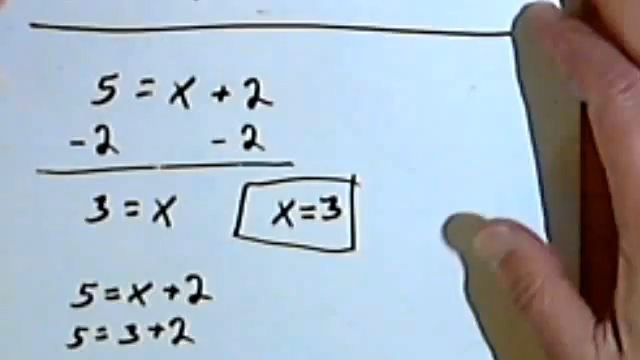 5 = x + 2
-2 -2
3 = x x=3
5 = x + 2
5 = 3 + 2